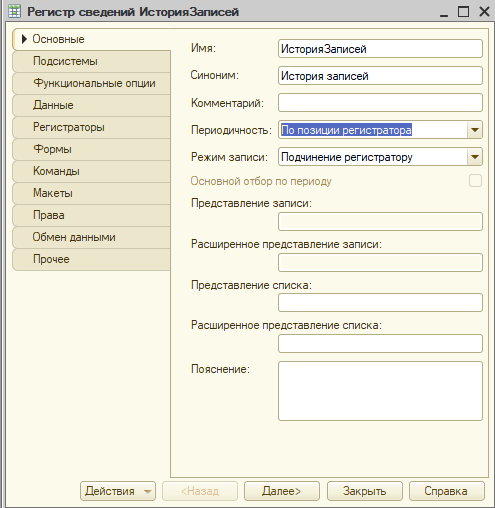 Регистр сведений ИсторияЗаписей
Основные
Подсистемы
Функциональные опции
Данные
Регистраторы
Формы
Команды
Макеты
Права
Обмен данными
Прочее
Имя: ИсторияЗаписей
Синоним: История записей
Комментарий:
Периодичность: По позиции регистратора
Режим записи: Подчинение регистратору
Основной отбор по периоду
Представление записи:
Расширенное представление записи:
Представление списка:
Расширенное представление списка:
Пояснение:
Действия <Назад Далее> Закрыть Справка